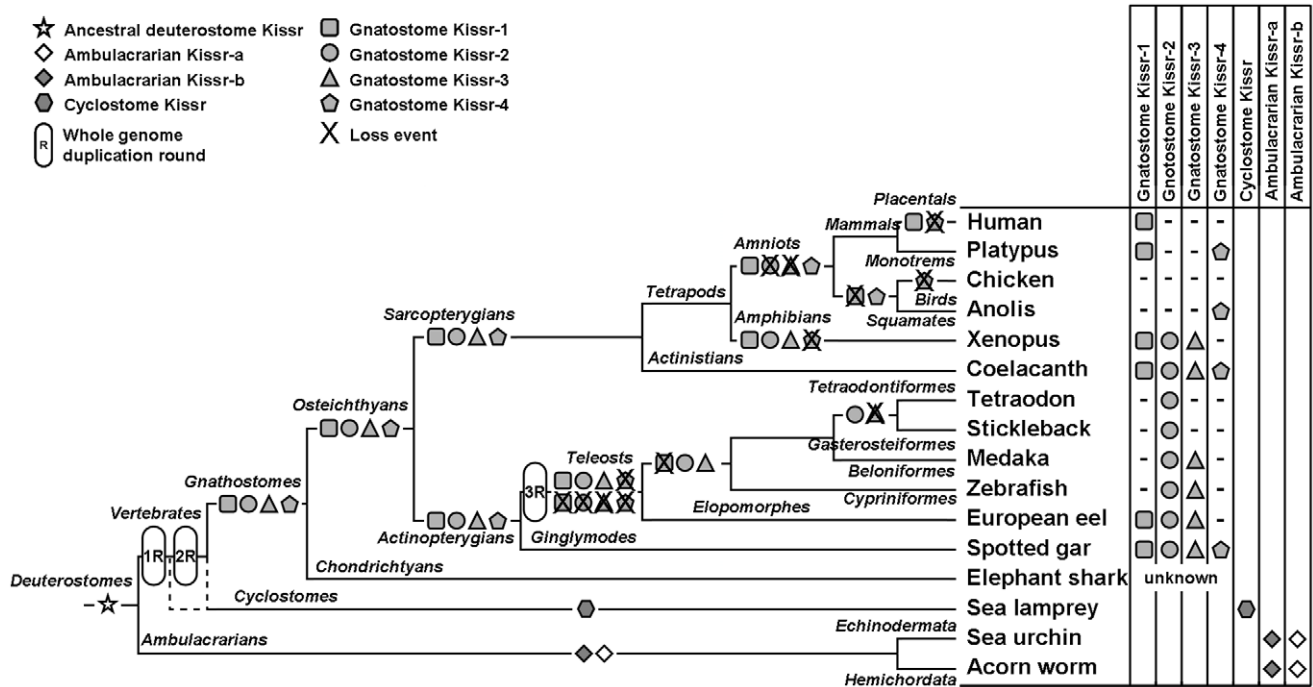 Ancestral deuterostome Kissr
Ambulacrarian Kissr-a
Ambulacrarian Kissr-b
Cyclostome Kissr
R
Whole genome
duplication round
Gnatostome Kissr-1
Gnatostome Kissr-2
Gnatostome Kissr-3
Gnatostome Kissr-4
Loss event
Gnatostome Kissr-1
Gnotostome Kissr-2
Gnatostome Kissr-3
Gnatostome Kissr-4
Cyclostome Kissr
Ambulacrarian Kissr-a
Ambulacrarian Kissr-b
Placentals
Human - - -
Mammals
Platypus - -
Monotrems
Amniots
Chicken - - - -
Birds
Anolis - - -
Squamates
Tetrapods
Amphibians
Xenopus -
Sarcopterygians
Actinistians
Coelacanth
Tetraodontiformes
Tetraodon - - -
Osteichthyans
Stickleback - - -
Gasterosteiformes
Teleosts
Medaka - -
Beloniformes
Gnathostomes
3R
Zebrafish - -
Cypriniformes
Elopomorphes
European eel -
Vertebrates
Actinopterygians
Ginglymodes
Spotted gar
1R
2R
Chondrichtyans
Elephant shark unknown
Deuterostomes
Cyclostomes
Sea lamprey
Echinodermata
Ambulacrarians
Sea urchin
Acorn worm
Hemichordata